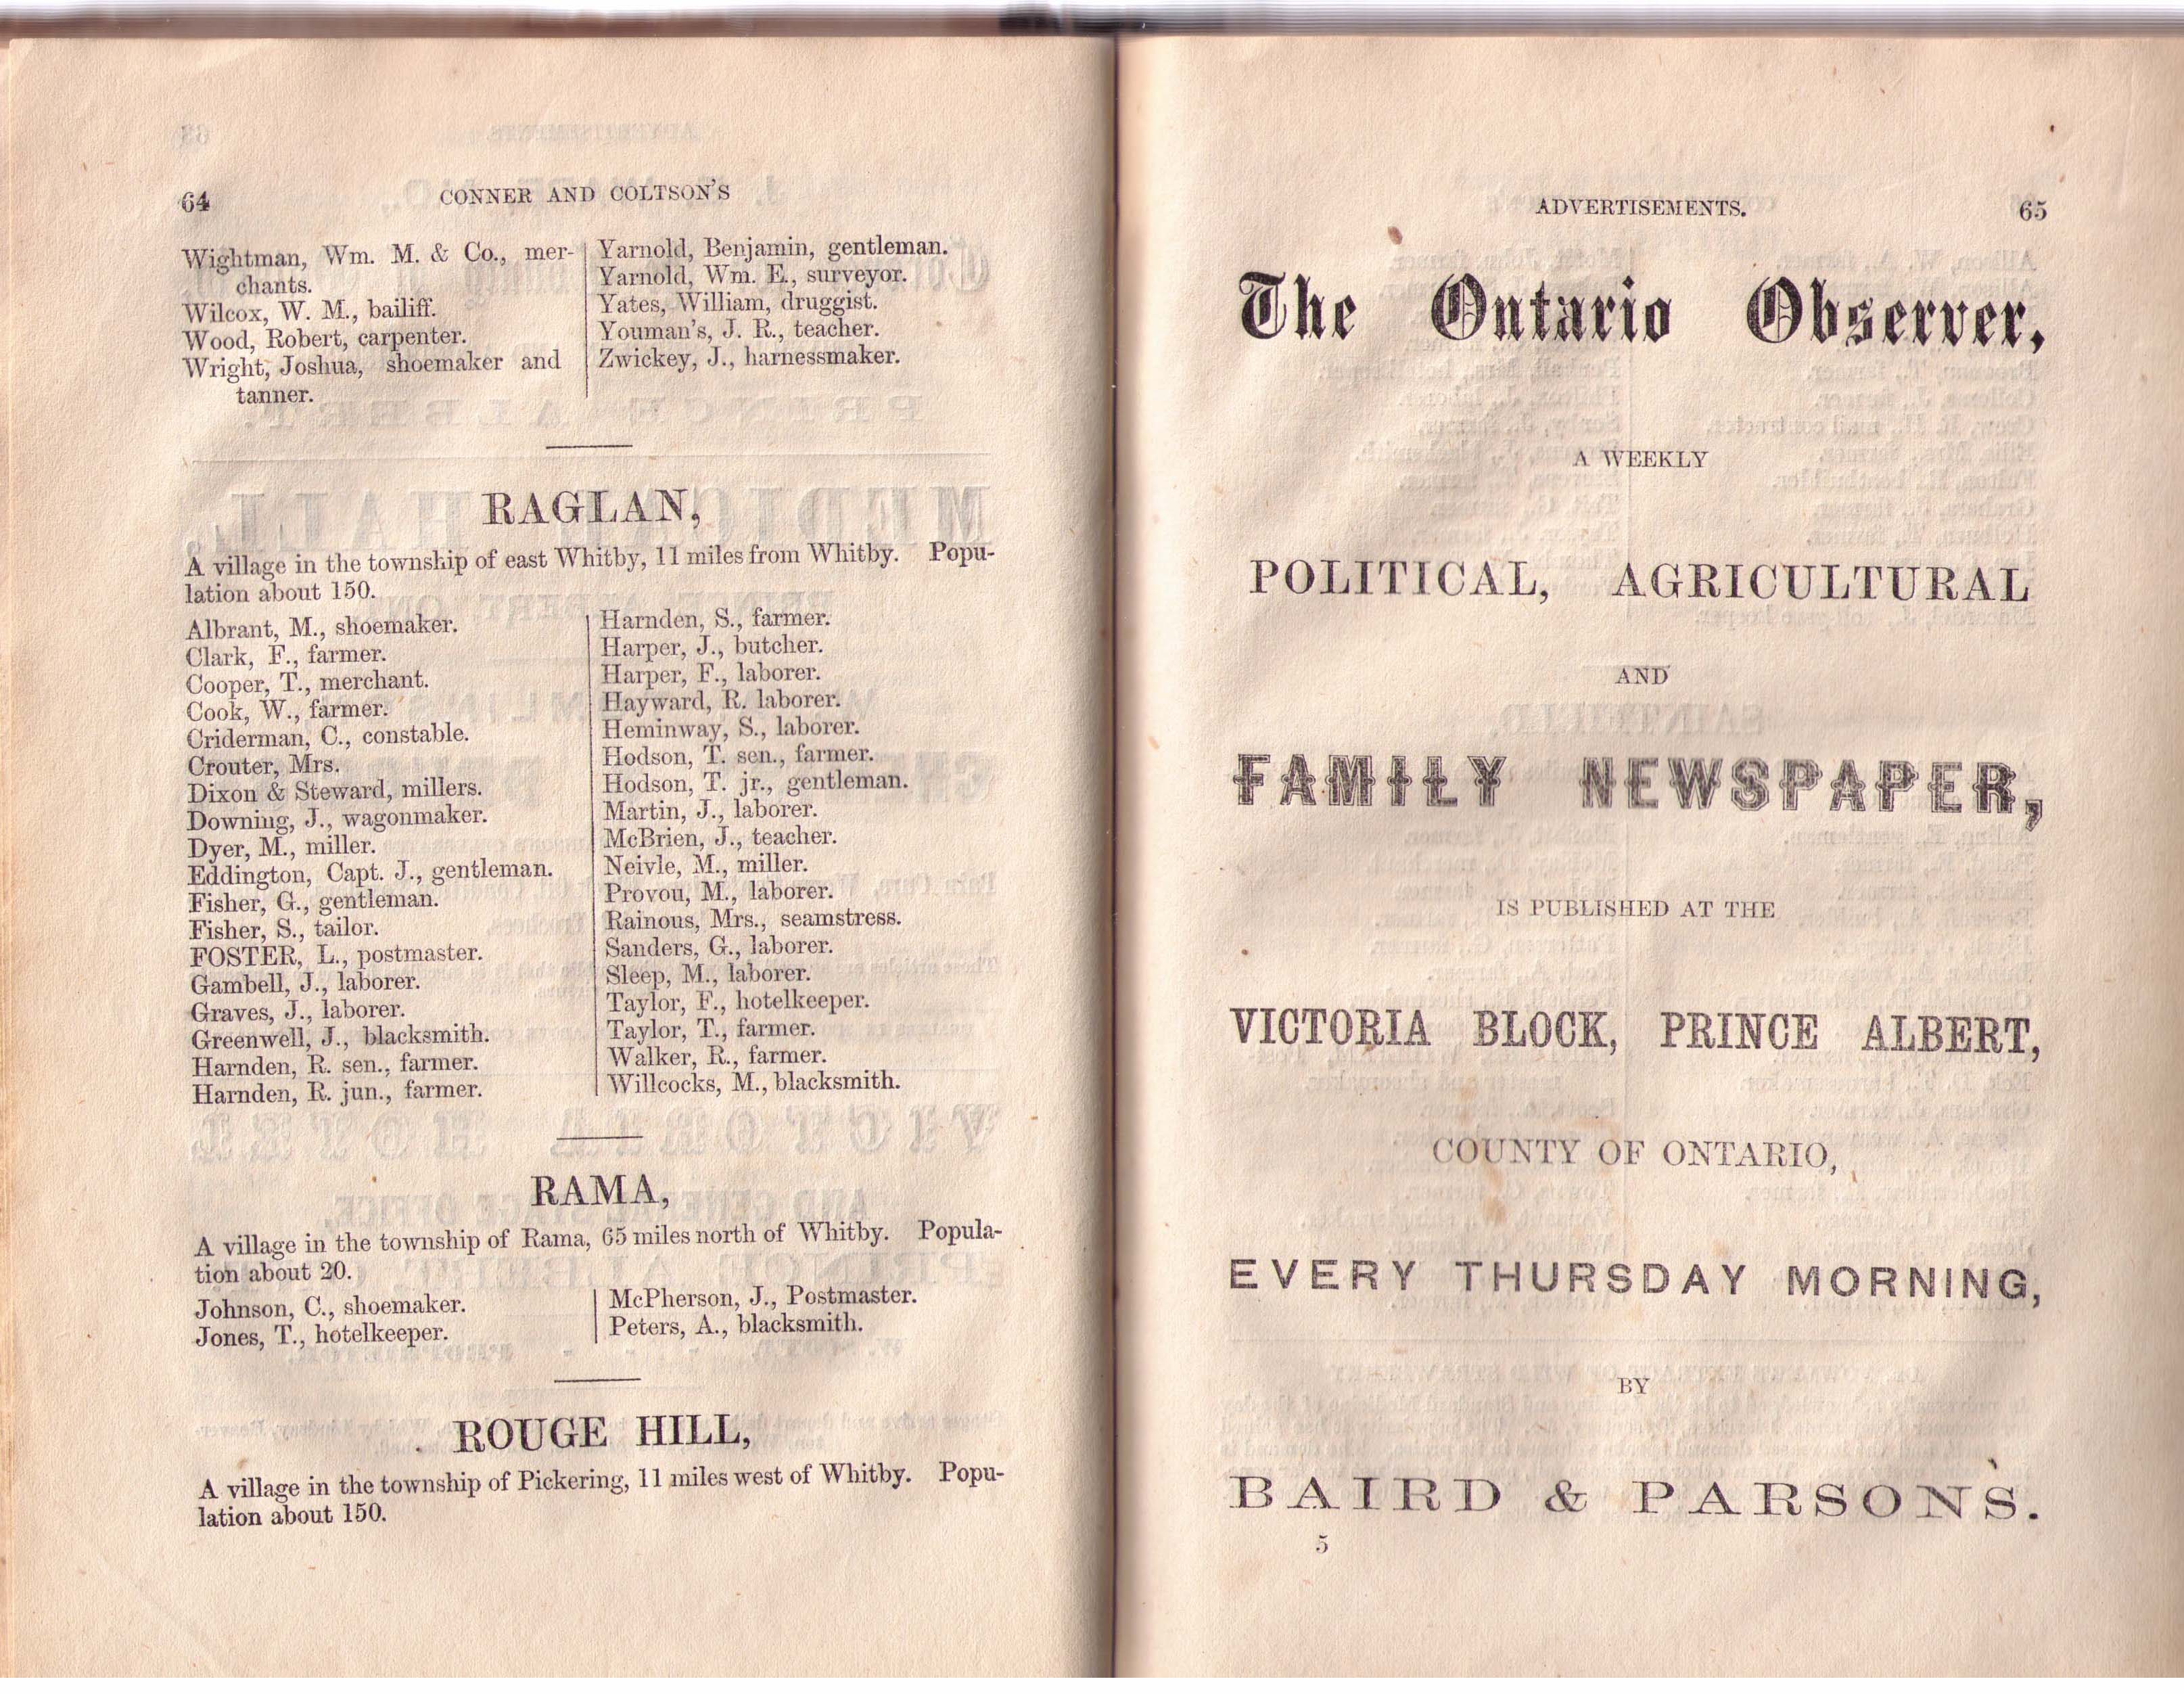 64
CONNER AND COLTSON'S
Wightman, Wm. M. & Co., mer-
chants.
Wilcox, W. M., bailiff.
Wood, Robert, carpenter.
Wright, Joshua, shoemaker and
tanner.
Yarnold, Benjamin, gentleman.
Yarnold, Wm. E., surveyor.
Yates, William, druggist.
Youman's, J. R., teacher.
Zwickey, J., harnessmaker.
RAGLAN,
A village in the township of east Whitby, 11 miles from Whitby. Popu-
lation about 150.
Albrant, M., shoemaker.
Clark, F., farmer.
Cooper, T., merchant.
Cook, W., farmer.
Criderman, C., constable.
Crouter, Mrs.
Dixon & Steward, millers.
Downing, J., wagonmaker.
Dyer, M., miller.
Eddington, Capt. J., gentleman.
Fisher, G., gentleman.
Fisher, S., tailor.
FOSTER, L., postmaster.
Gambell, J., laborer.
Graves, J., laborer.
Greenwell, J., blacksmith.
Harnden, R. sen., farmer.
Harnden, R. jun., farmer.
Harnden, S., farmer.
Harper, J., butcher.
Harper, F., laborer.
Hayward, R. laborer.
Heminway, S., laborer.
Hodson, T. sen., farmer.
Hodson, T. jr., gentleman.
Martin, J., laborer.
McBrien, J., teacher.
Neivle, M., miller.
Provou, M., laborer.
Rainous, Mrs., seamstress.
Sanders, G., laborer.
Sleep, M., laborer.
Taylor, F., hotelkeeper.
Taylor, T., farmer.
Walker, R., farmer.
Willcocks, M., blacksmith.
RAMA,
A village in the township of Rama, 65 miles north of Whitby. Popula-
tion about 20.
Johnson, C., shoemaker.
Jones, T., hotelkeeper.
McPherson, J., Postmaster.
Peters, A., blacksmith.
ROUGE HILL,
A village in the township of Pickering, 11 miles west of Whitby. Popu-
lation about 150.
ADVERTISEMENTS.
65
The Ontario Observer,
A WEEKLY
POLITICAL, AGRICULTURAL
AND
FAMILY NEWSPAPER,
IS PUBLISHED AT THE
VICTORIA BLOCK, PRINCE ALBERT,
COUNTY OF ONTARIO,
EVERY THURSDAY MORNING,
BY
BAIRD & PARSONS.
5